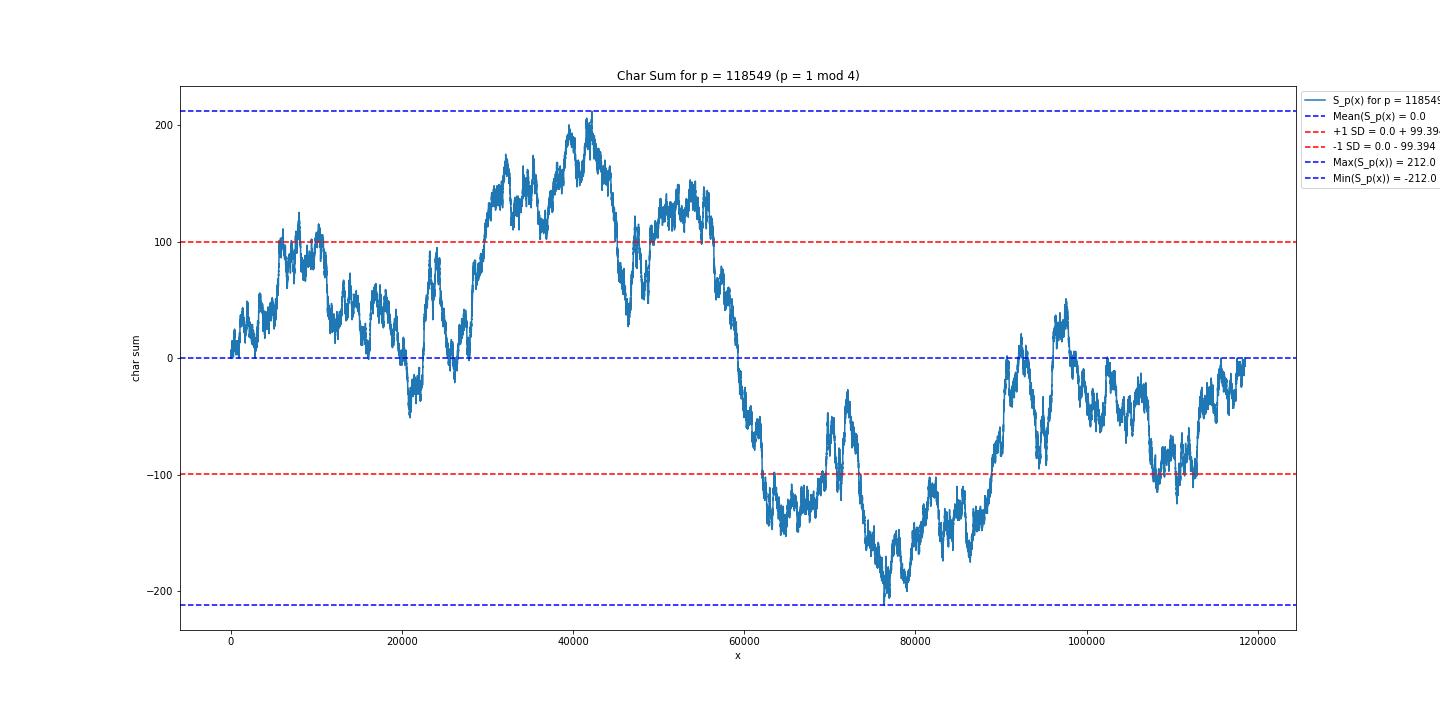 Char Sum for p = 118549 (p = 1 mod 4)
S_p(x) for p = 118549
Mean(S_p(x) = 0.0
+1 SD = 0.0 + 99.394
-1 SD = 0.0 - 99.394
Max(S_p(x)) = 212.0
Min(S_p(x)) = -212.0
200
100
0
−100
−200
char sum
0
20000
40000
60000
80000
100000
120000
x